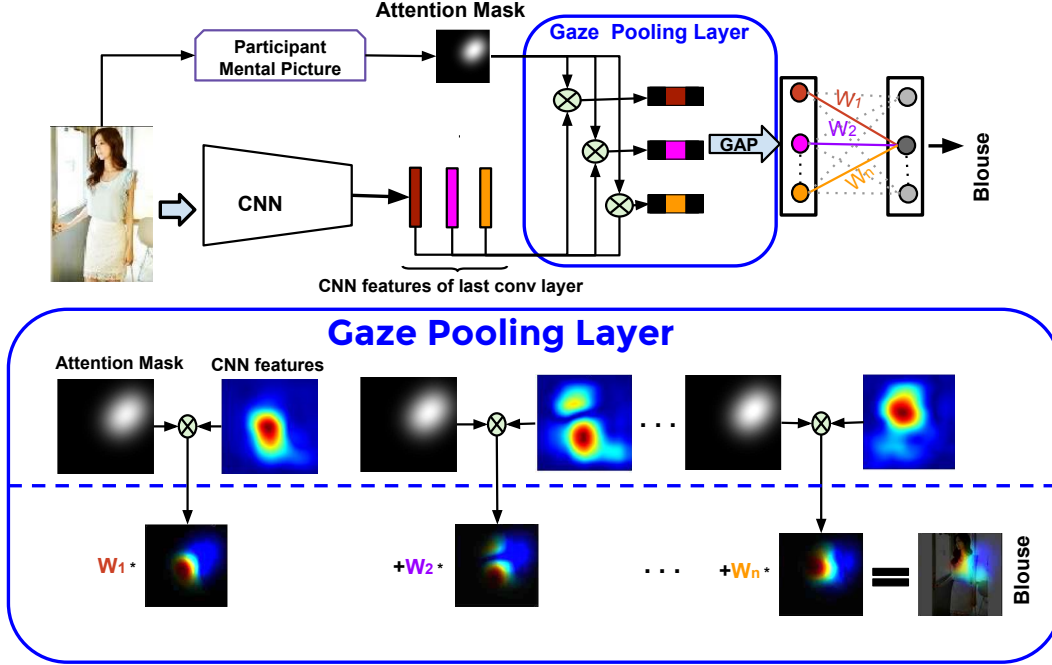 Attention Mask
Gaze Pooling Layer
Participant
Mental Picture
W1
W2
Wn
GAP
CNN
Blouse
CNN features of last conv layer
Gaze Pooling Layer
Attention Mask
CNN features
. . .
W1 *
+W2 *
. . .
+Wn *
=
Blouse